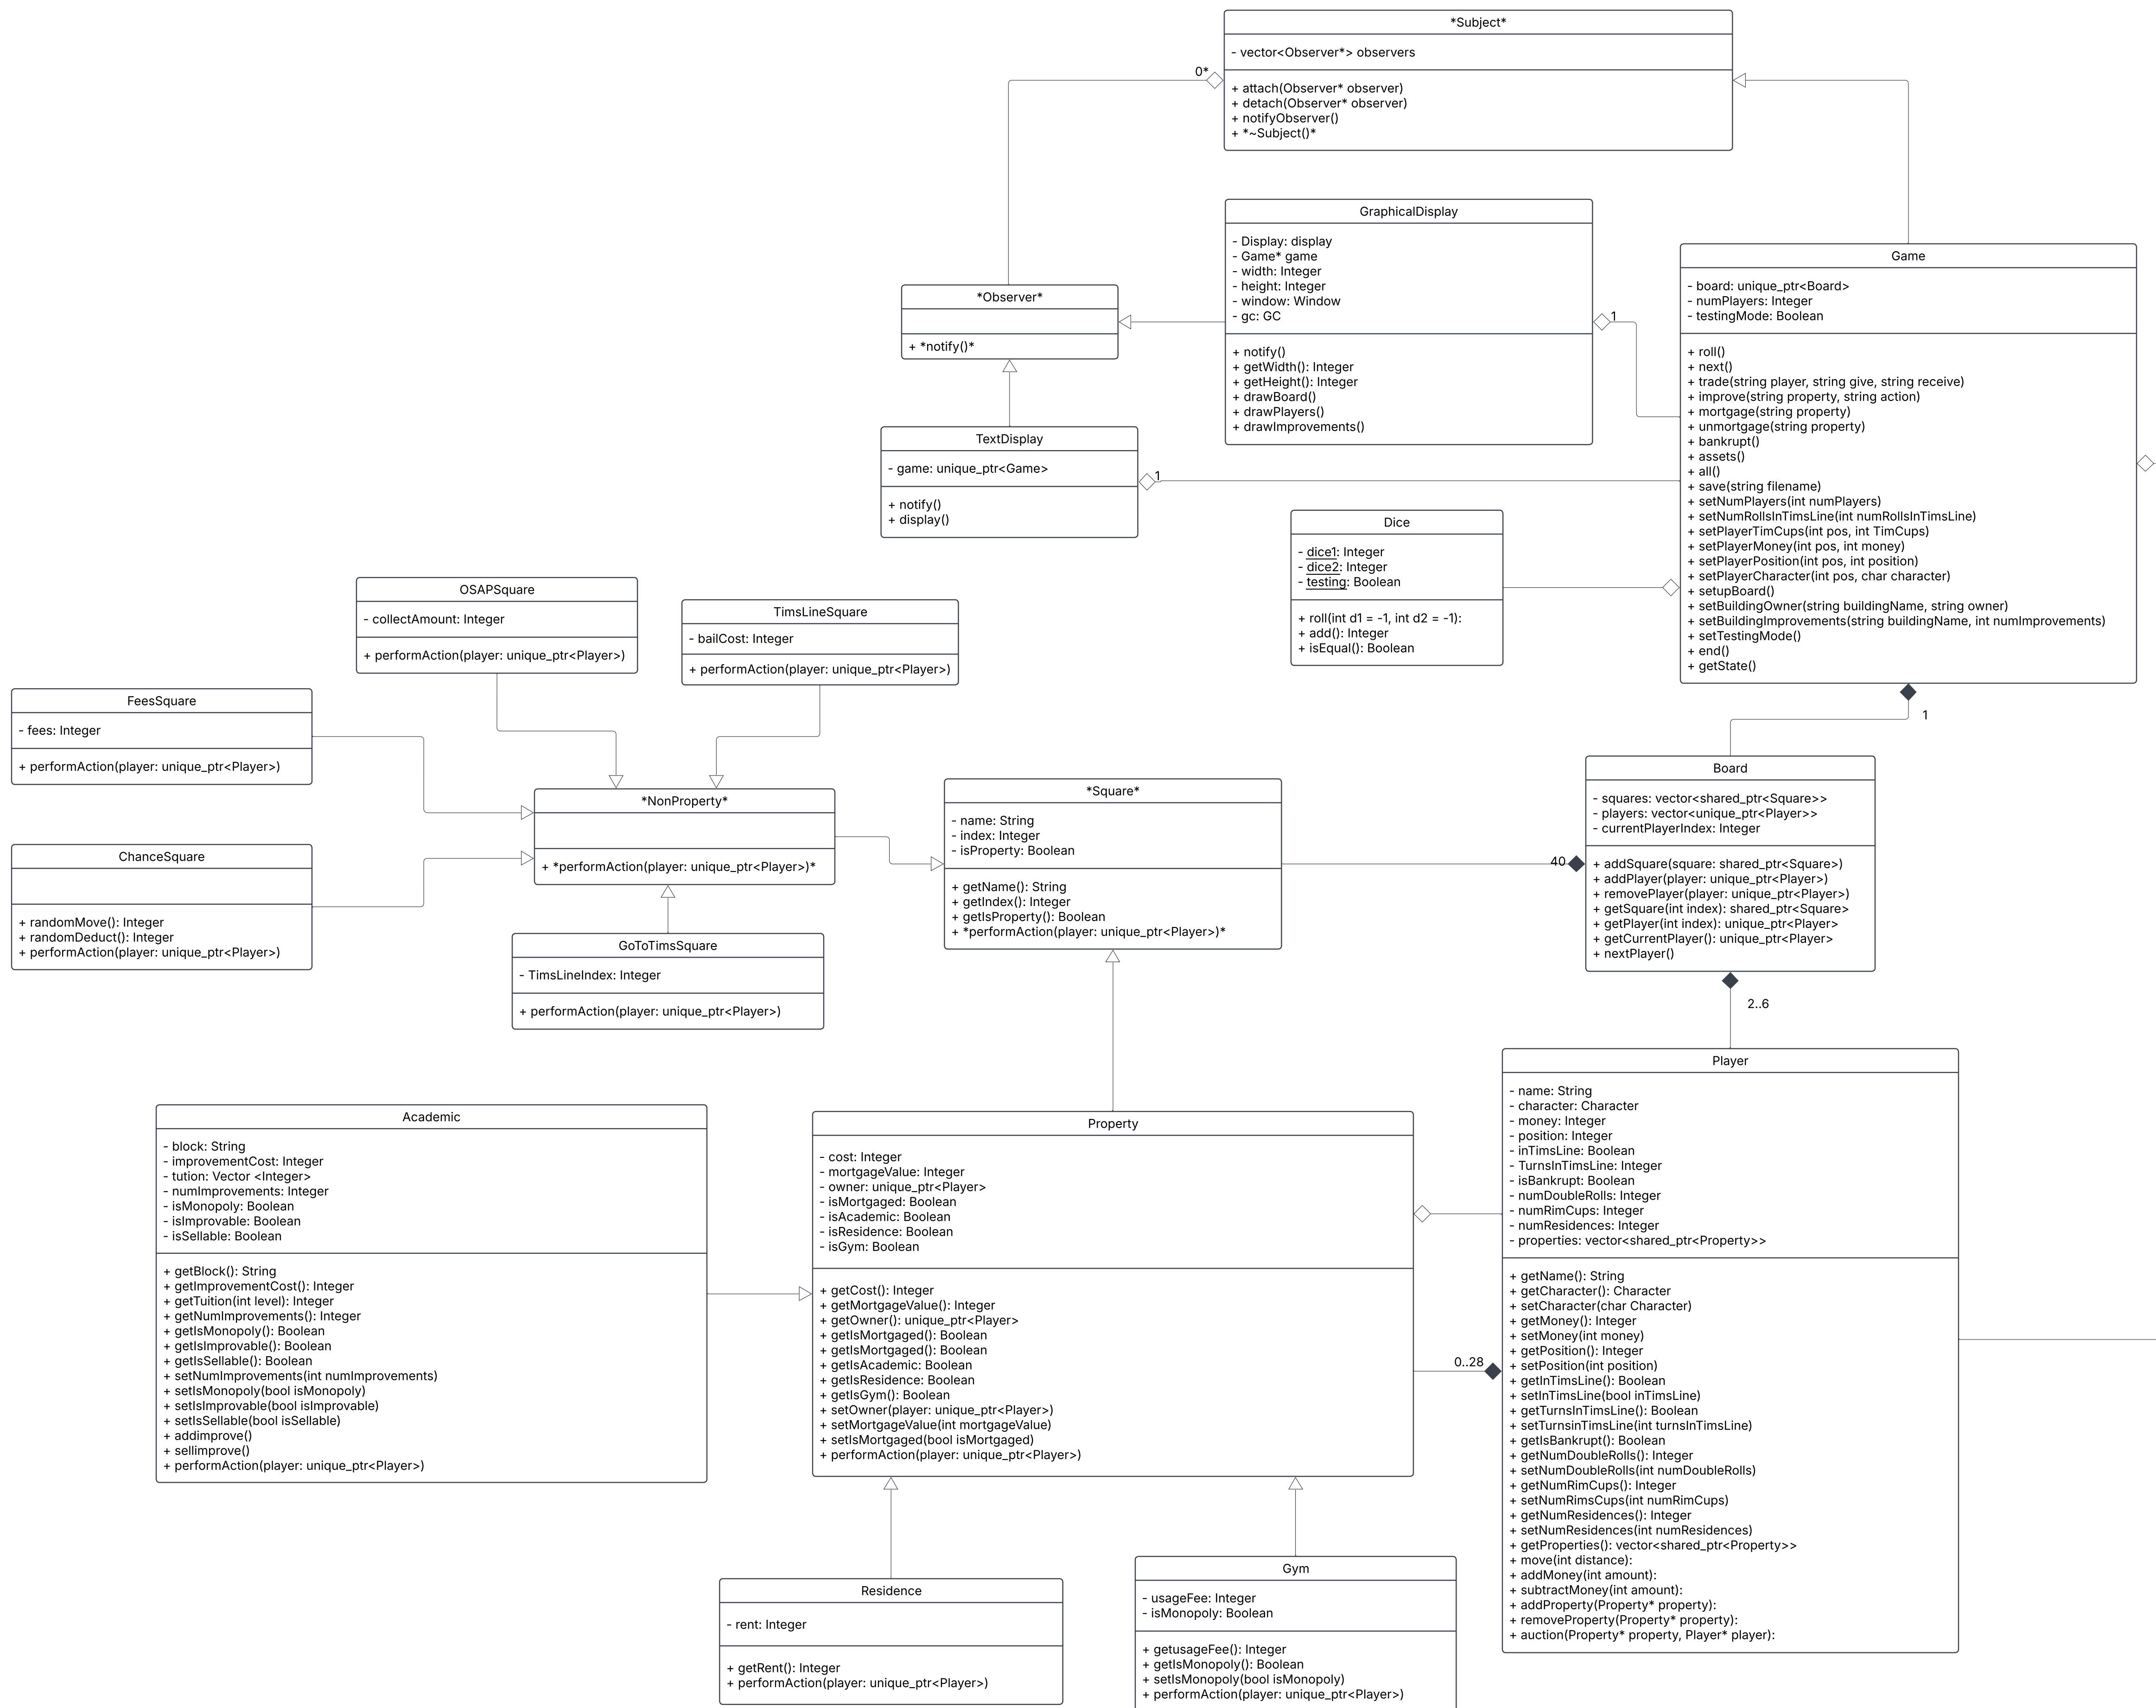 *Subject*
- vector<Observer*> observers
+ attach(Observer* observer)
+ detach(Observer* observer)
+ notifyObserver()
+ *~Subject()*
0*
GraphicalDisplay
- Display: display
- Game* game
- width: Integer
- height: Integer
- window: Window
- gc: GC
+ notify()
+ getWidth(): Integer
+ getHeight(): Integer
+ drawBoard()
+ drawPlayers()
+ drawImprovements()
1
Game
- board: unique_ptr<Board>
- numPlayers: Integer
- testingMode: Boolean
+ roll()
+ next()
+ trade(string player, string give, string receive)
+ improve(string property, string action)
+ mortgage(string property)
+ unmortgage(string property)
+ bankrupt()
+ assets()
+ all()
+ save(string filename)
+ setNumPlayers(int numPlayers)
+ setNumRollsInTimsLine(int numRollsInTimsLine)
+ setPlayerTimCups(int pos, int TimCups)
+ setPlayerMoney(int pos, int money)
+ setPlayerPosition(int pos, int position)
+ setPlayerCharacter(int pos, char character)
+ setupBoard()
+ setBuildingOwner(string buildingName, string owner)
+ setBuildingImprovements(string buildingName, int numImprovements)
+ setTestingMode()
+ end()
+ getState()
1
*Observer*
+ *notify()*
TextDisplay
- game: unique_ptr<Game>
+ notify()
+ display()
1
Dice
- dice1: Integer
- dice2: Integer
- testing: Boolean
+ roll(int d1 = -1, int d2 = -1):
+ add(): Integer
+ isEqual(): Boolean
OSAPSquare
- collectAmount: Integer
+ performAction(player: unique_ptr<Player>)
TimsLineSquare
- bailCost: Integer
+ performAction(player: unique_ptr<Player>)
FeesSquare
- fees: Integer
+ performAction(player: unique_ptr<Player>)
*NonProperty*
+ *performAction(player: unique_ptr<Player>)*
ChanceSquare
+ randomMove(): Integer
+ randomDeduct(): Integer
+ performAction(player: unique_ptr<Player>)
GoToTimsSquare
- TimsLineIndex: Integer
+ performAction(player: unique_ptr<Player>)
*Square*
- name: String
- index: Integer
- isProperty: Boolean
+ getName(): String
+ getIndex(): Integer
+ getIsProperty(): Boolean
+ *performAction(player: unique_ptr<Player>)*
40
Board
- squares: vector<shared_ptr<Square>>
- players: vector<unique_ptr<Player>>
- currentPlayerIndex: Integer
+ addSquare(square: shared_ptr<Square>)
+ addPlayer(player: unique_ptr<Player>)
+ removePlayer(player: unique_ptr<Player>)
+ getSquare(int index): shared_ptr<Square>
+ getPlayer(int index): unique_ptr<Player>
+ getCurrentPlayer(): unique_ptr<Player>
+ nextPlayer()
2..6
Academic
- block: String
- improvementCost: Integer
- tution: Vector <Integer>
- numImprovements: Integer
- isMonopoly: Boolean
- isImprovable: Boolean
- isSellable: Boolean
+ getBlock(): String
+ getImprovementCost(): Integer
+ getTuition(int level): Integer
+ getNumImprovements(): Integer
+ getIsMonopoly(): Boolean
+ getIsImprovable(): Boolean
+ getIsSellable(): Boolean
+ setNumImprovements(int numImprovements)
+ setIsMonopoly(bool isMonopoly)
+ setIsImprovable(bool isImprovable)
+ setIsSellable(bool isSellable)
+ addimprove()
+ sellimprove()
+ performAction(player: unique_ptr<Player>)
Property
- cost: Integer
- mortgageValue: Integer
- owner: unique_ptr<Player>
- isMortgaged: Boolean
- isAcademic: Boolean
- isResidence: Boolean
- isGym: Boolean
+ getCost(): Integer
+ getMortgageValue(): Integer
+ getOwner(): unique_ptr<Player>
+ getIsMortgaged(): Boolean
+ getIsMortgaged(): Boolean
+ getIsAcademic: Boolean
+ getIsResidence: Boolean
+ getIsGym(): Boolean
+ setOwner(player: unique_ptr<Player>)
+ setMortgageValue(int mortgageValue)
+ setIsMortgaged(bool isMortgaged)
+ performAction(player: unique_ptr<Player>)
0..28
Player
- name: String
- character: Character
- money: Integer
- position: Integer
- inTimsLine: Boolean
- TurnsInTimsLine: Integer
- isBankrupt: Boolean
- numDoubleRolls: Integer
- numRimCups: Integer
- numResidences: Integer
- properties: vector<shared_ptr<Property>>
+ getName(): String
+ getCharacter(): Character
+ setCharacter(char Character)
+ getMoney(): Integer
+ setMoney(int money)
+ getPosition(): Integer
+ setPosition(int position)
+ getInTimsLine(): Boolean
+ setInTimsLine(bool inTimsLine)
+ getTurnsInTimsLine(): Boolean
+ setTurnsinTimsLine(int turnsInTimsLine)
+ getIsBankrupt(): Boolean
+ getNumDoubleRolls(): Integer
+ setNumDoubleRolls(int numDoubleRolls)
+ getNumRimCups(): Integer
+ setNumRimsCups(int numRimCups)
+ getNumResidences(): Integer
+ setNumResidences(int numResidences)
+ getProperties(): vector<shared_ptr<Property>>
+ move(int distance):
+ addMoney(int amount):
+ subtractMoney(int amount):
+ addProperty(Property* property):
+ removeProperty(Property* property):
+ auction(Property* property, Player* player):
Residence
- rent: Integer
+ getRent(): Integer
+ performAction(player: unique_ptr<Player>)
Gym
- usageFee: Integer
- isMonopoly: Boolean
+ getusageFee(): Integer
+ getIsMonopoly(): Boolean
+ setIsMonopoly(bool isMonopoly)
+ performAction(player: unique_ptr<Player>)